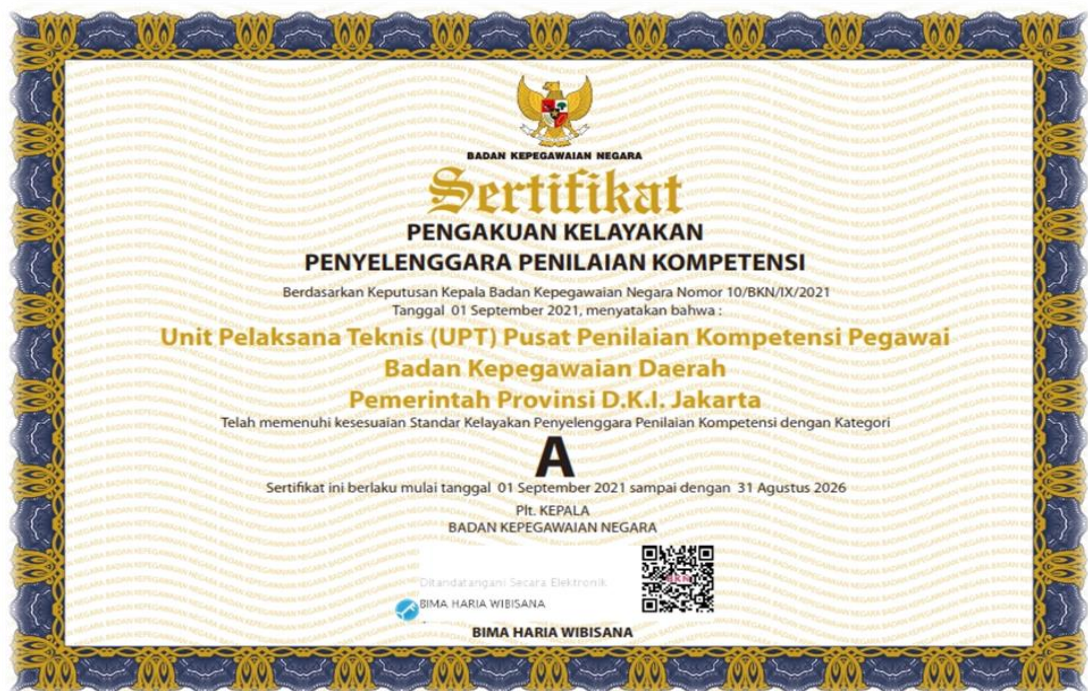 BADAN KEPEGAWAIAN NEGARA
Sertifikat
PENGAKUAN KELAYAKAN
PENYELENGGARA PENILAIAN KOMPETENSI
Berdasarkan Keputusan Kepala Badan Kepegawaian Negara Nomor 10/BKN/IX/2021
Tanggal 01 September 2021, menyatakan bahwa :
Unit Pelaksana Teknis (UPT) Pusat Penilaian Kompetensi Pegawai
Badan Kepegawaian Daerah
Pemerintah Provinsi D.K.I. Jakarta
Telah memenuhi kesesuaian Standar Kelayakan Penyelenggara Penilaian Kompetensi dengan Kategori
A
Sertifikat ini berlaku mulai tanggal 01 September 2021 sampai dengan 31 Agustus 2026
Plt. KEPALA
BADAN KEPEGAWAIAN NEGARA
Ditandatangani Secara Elektronik
BIMA HARIA WIBISANA
BKN
BIMA HARIA WIBISANA